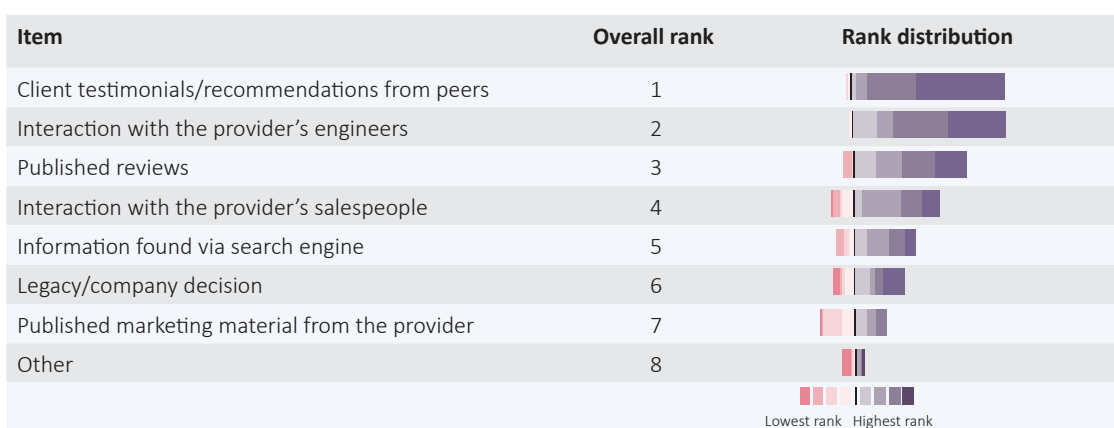 Item Overall rank Rank distribution
Client testimonials/recommendations from peers 1
Interaction with the provider's engineers 2
Published reviews 3
Interaction with the provider's salespeople 4
Information found via search engine 5
Legacy/company decision 6
Published marketing material from the provider 7
Other 8
Lowest rank Highest rank